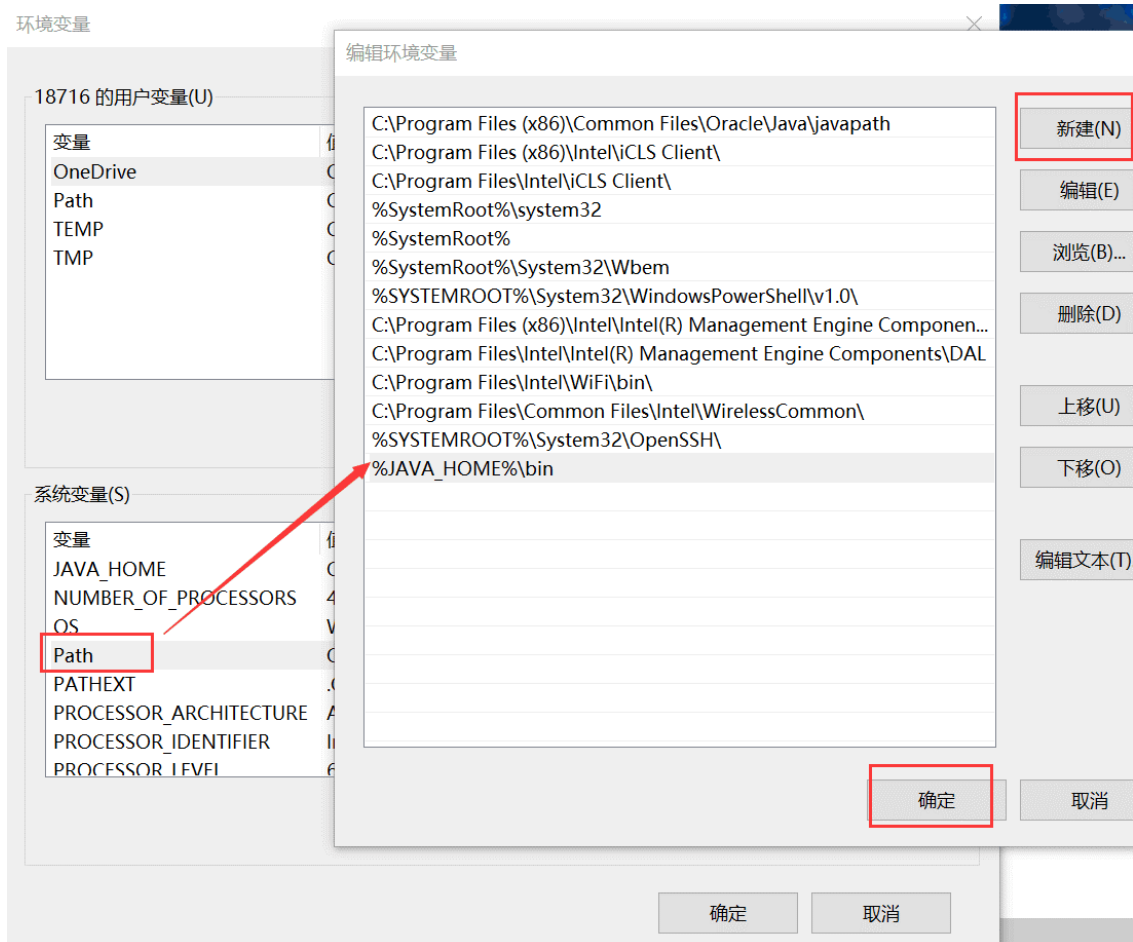 环境变量
18716 的用户变量(U)
变量
OneDrive
Path
TEMP
TMP
系统变量(S)
变量
JAVA_HOME
NUMBER_OF_PROCESSORS 4
OS
Path
PATHEXT
PROCESSOR_ARCHITECTURE
PROCESSOR_IDENTIFIER
PROCESSOR_LEVEL 6
确定
取消
编辑环境变量
C:\Program Files (x86)\Common Files\Oracle\Java\javapath
C:\Program Files (x86)\Intel\iCLS Client\
C:\Program Files\Intel\iCLS Client\
%SystemRoot%\system32
%SystemRoot%
%SystemRoot%\System32\Wbem
%SYSTEMROOT%\System32\WindowsPowerShell\v1.0\
C:\Program Files (x86)\Intel\Intel(R) Management Engine Componen...
C:\Program Files\Intel\Intel(R) Management Engine Components\DAL
C:\Program Files\Intel\WiFi\bin\
C:\Program Files\Common Files\Intel\WirelessCommon\
%SYSTEMROOT%\System32\OpenSSH\
%JAVA_HOME%\bin
新建(N)
编辑(E)
浏览(B)...
删除(D)
上移(U)
下移(O)
编辑文本(T)
确定
取消